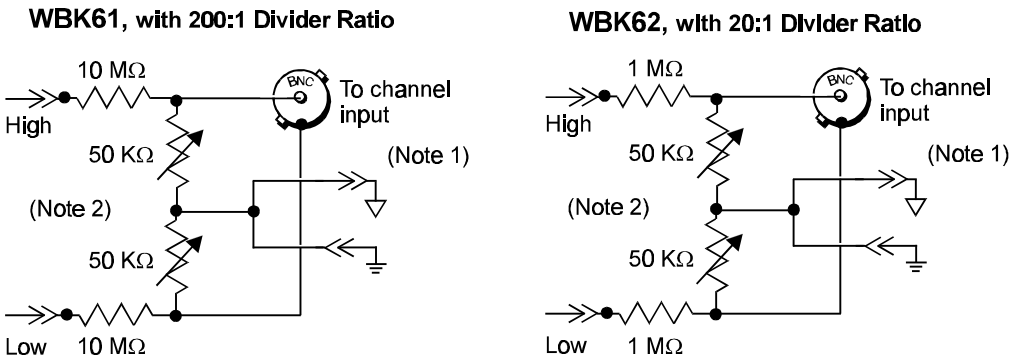 WBK61, with 200:1 Divider Ratio
10 MΩ
BNC
To channel
input
High
50 KΩ
(Note 1)
(Note 2)
50 KΩ
Low
10 MΩ
WBK62, with 20:1 Divider Ratio
1 MΩ
BNC
To channel
input
High
50 KΩ
(Note 1)
(Note 2)
50 KΩ
Low
1 MΩ